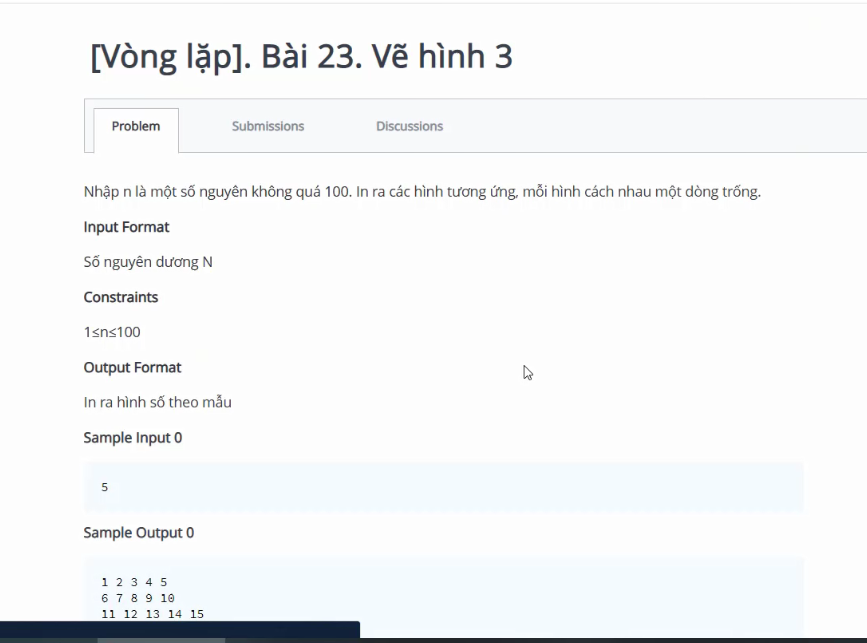 [Vòng lặp]. Bài 23. Vẽ hình 3
Problem Submissions Discussions
Nhập n là một số nguyên không quá 100. In ra các hình tương ứng, mỗi hình cách nhau một dòng trống.
Input Format
Số nguyên dương N
Constraints
1≤n≤100
Output Format
In ra hình số theo mẫu
Sample Input 0
5
Sample Output 0
1 2 3 4 5
6 7 8 9 10
11 12 13 14 15